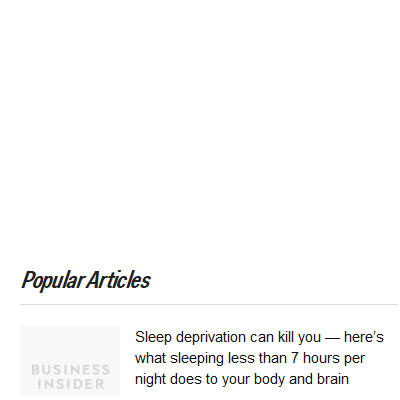 Popular Articles
Sleep deprivation can kill you — here's
what sleeping less than 7 hours per
night does to your body and brain
BUSINESS
INSIDER